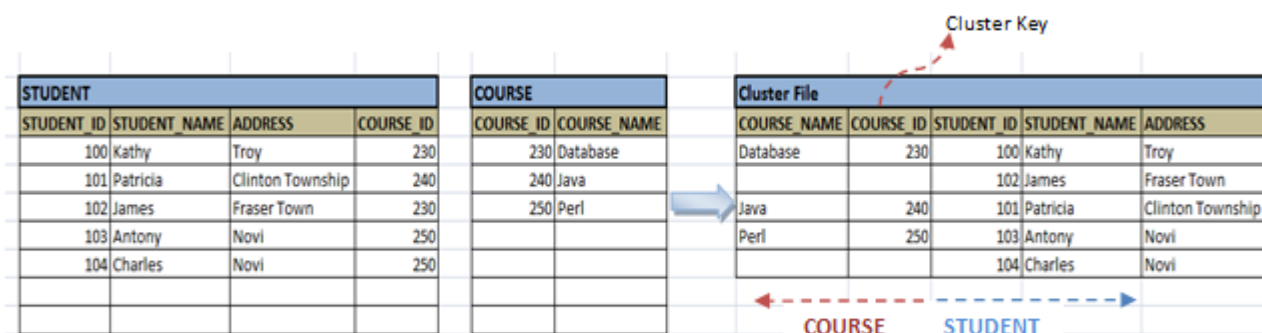 Cluster Key
STUDENT
STUDENT_ID STUDENT_NAME ADDRESS COURSE_ID
100 Kathy Troy 230
101 Patricia Clinton Township 240
102 James Fraser Town 230
103 Antony Novi 250
104 Charles Novi 250
COURSE
COURSE_ID COURSE_NAME
230 Database
240 Java
250 Perl
Cluster File
COURSE_NAME COURSE_ID STUDENT_ID STUDENT_NAME ADDRESS
Database 230 100 Kathy Troy
102 James Fraser Town
Java 240 101 Patricia Clinton Township
Perl 250 103 Antony Novi
104 Charles Novi
COURSE STUDENT